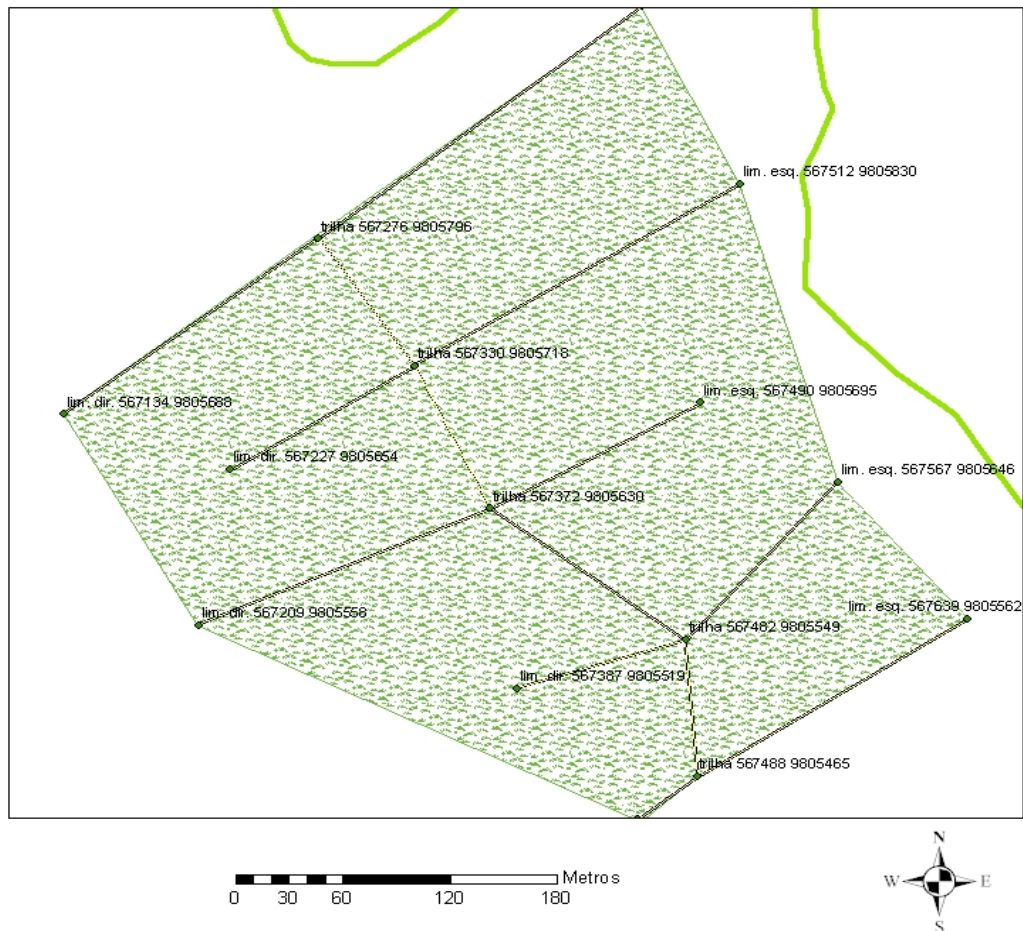 lim. esq. 567512 9805830
trilha 567276 9805796
trilha 567330 9805718
lim. esq. 567490 9805695
lim. dir. 567134 9805688
lim. dir. 567227 9805654
lim. esq. 567567 9805646
trilha 567372 9805630
lim. dir. 567209 9805558
lim. esq. 567639 9805562
trilha 567482 9805549
lim. dir. 567387 9805519
trilha 567488 9805465
Metros
0 30 60 120 180
N
W E
S